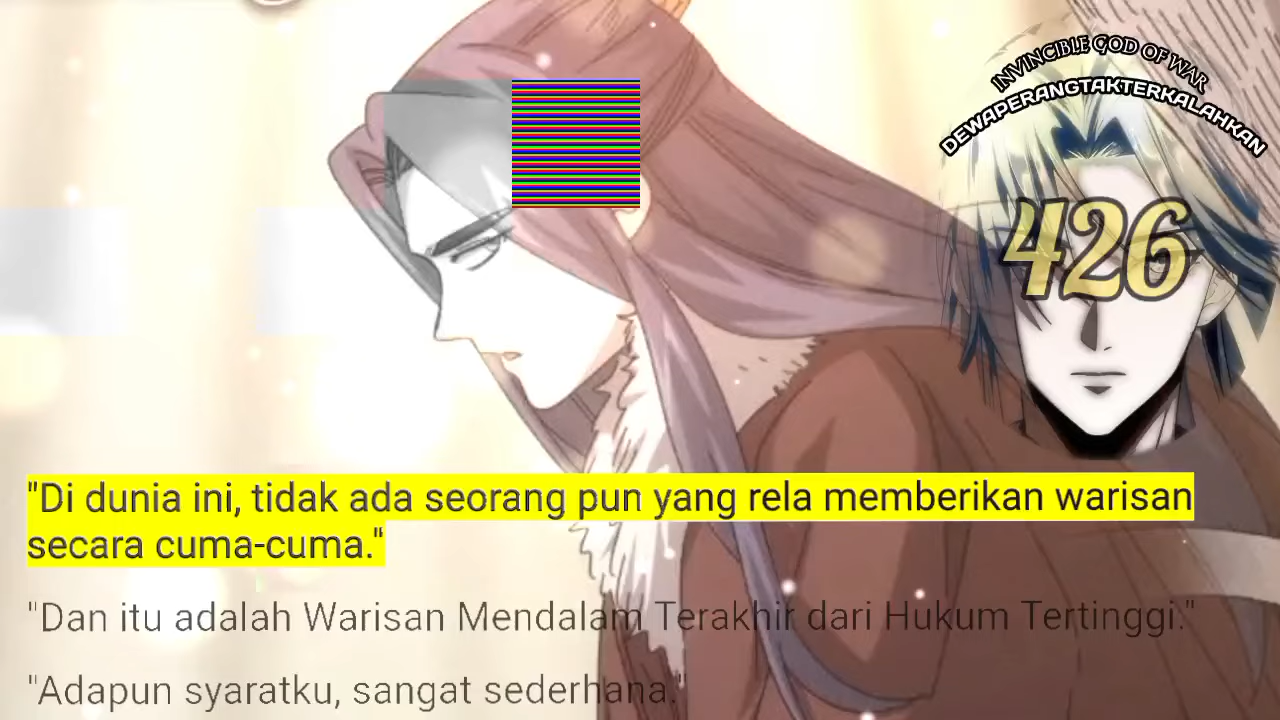 INVINCIBLE GOD OF WAR
DEWAPERANGTAKTERKALAHKAN
426
"Di dunia ini, tidak ada seorang pun yang rela memberikan warisan
secara cuma-cuma."
"Dan itu adalah Warisan Mendalam Terakhir dari Hukum Tertinggi."
"Adapun syaratku, sangat sederhana."